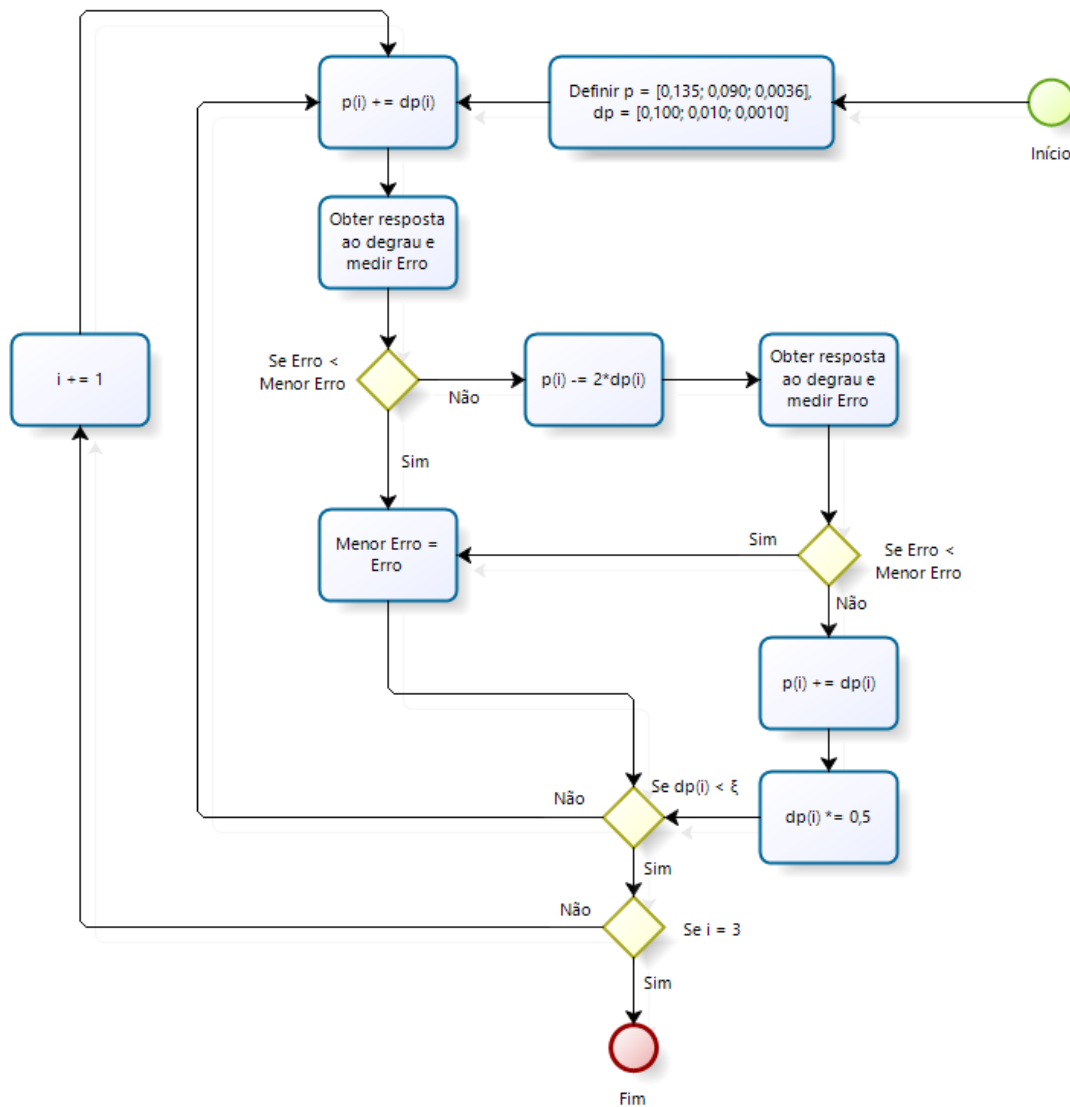 Início
Definir p = [0,135; 0,090; 0,0036],
dp = [0,100; 0,010; 0,0010]
p(i) += dp(i)
Obter resposta
ao degrau e
medir Erro
Se Erro <
Menor Erro
Não
Sim
p(i) -= 2*dp(i)
Obter resposta
ao degrau e
medir Erro
Se Erro <
Menor Erro
Sim
Não
Menor Erro =
Erro
p(i) += dp(i)
dp(i) *= 0,5
Se dp(i) < ξ
Não
Sim
Se i = 3
Não
Sim
i += 1
Fim